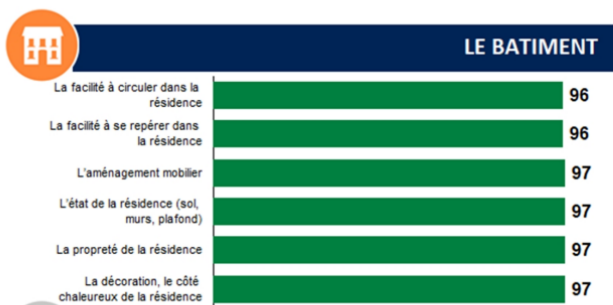 LE BATIMENT
La facilité à circuler dans la
résidence
96
La facilité à se repérer dans
la résidence
96
L'aménagement mobilier
97
L'état de la résidence (sol,
murs, plafond)
97
La propreté de la résidence
97
La décoration, le côté
chaleureux de la résidence
97